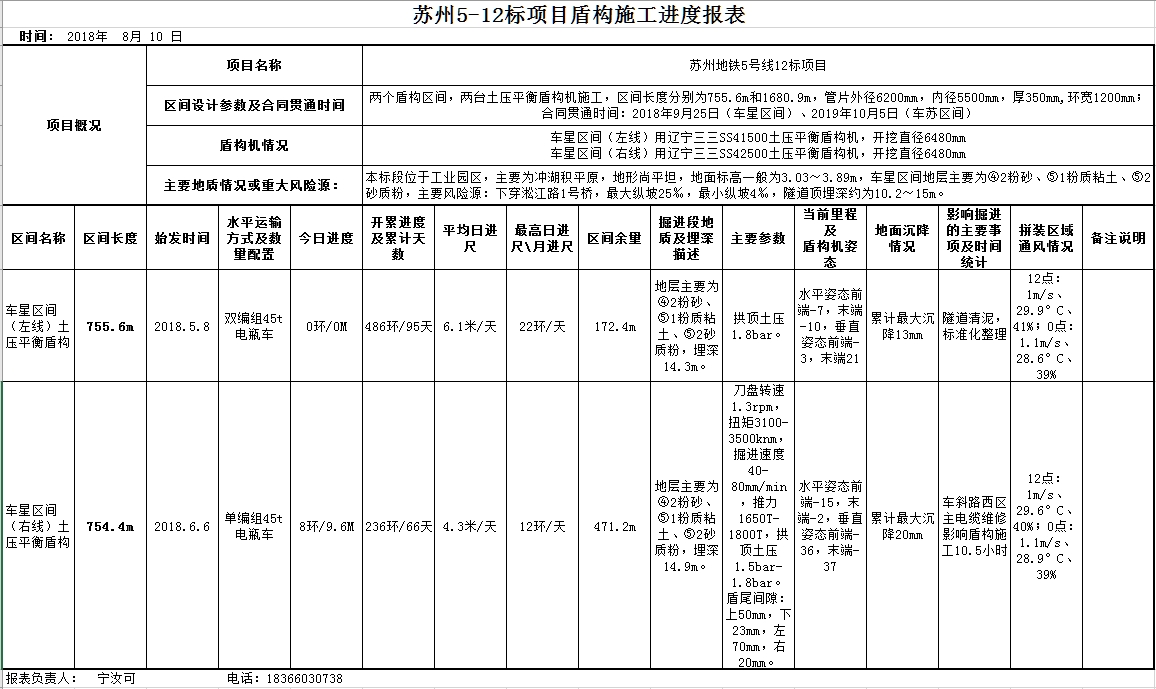 苏州5-12标项目盾构施工进度报表
时间： 2018年 8月 10 日
项目概况
项目名称
苏州地铁5号线12标项目
区间设计参数及合同贯通时间
两个盾构区间，两台土压平衡盾构机施工，区间长度分别为755.6m和1680.9m，管片外径6200mm，内径5500mm，厚350mm,环宽1200mm；
合同贯通时间：2018年9月25日（车星区间）、2019年10月5日（车苏区间）
盾构机情况
车星区间（左线）用辽宁三三SS41500土压平衡盾构机，开挖直径6480mm
车星区间（右线）用辽宁三三SS42500土压平衡盾构机，开挖直径6480mm
主要地质情况或重大风险源：
本标段位于工业园区，主要为冲湖积平原，地形尚平坦，地面标高一般为3.03～3.89m，车星区间地层主要为④2粉砂、⑤1粉质粘土、⑤2
砂质粉，主要风险源：下穿淞江路1号桥，最大纵坡25‰，最小纵坡4‰，隧道顶埋深约为10.2～15m。
区间名称
区间长度
始发时间
水平运输
方式及数
量配置
今日进度
开累进度
及累计天
数
平均日进
尺
最高日进
尺\月进尺
区间余量
掘进段地
质及埋深
描述
主要参数
当前里程
及
盾构机姿
态
地面沉降
情况
影响掘进
的主要事
项及时间
统计
拼装区域
通风情况
备注说明
车星区间
（左线）土
压平衡盾构
755.6m
2018.5.8
双编组45t
电瓶车
0环/0M
486环/95天
6.1米/天
22环/天
172.4m
地层主要为
④2粉砂、
⑤1粉质粘
土、⑤2砂
质粉，埋深
14.3m。
拱顶土压
1.8bar。
水平姿态前
端-7，末端
-10，垂直
姿态前端-
3，末端21
累计最大沉
降13mm
隧道清泥，
标准化整理
12点：
1m/s、
29.9°C、
41%；0点：
1.1m/s、
28.6°C、
39%
车星区间
（右线）土
压平衡盾构
754.4m
2018.6.6
单编组45t
电瓶车
8环/9.6M
236环/66天
4.3米/天
12环/天
471.2m
地层主要为
④2粉砂、
⑤1粉质粘
土、⑤2砂
质粉，埋深
14.9m。
刀盘转速
1.3rpm，
扭矩3100-
3500knm，
掘进速度
40-
80mm/min
，推力
1650T-
1800T，拱
顶土压
1.5bar-
1.8bar。
盾尾间隙：
上50mm，下
23mm，左
70mm，右
20mm。
水平姿态前
端-15，末
端-2，垂直
姿态前端-
36，末端-
37
累计最大沉
降20mm
车斜路西区
主电缆维修
影响盾构施
工10.5小时
12点：
1m/s、
29.6°C、
40%；0点：
1.1m/s、
28.9°C、
39%
报表负责人： 宁汝可 电话：18366030738